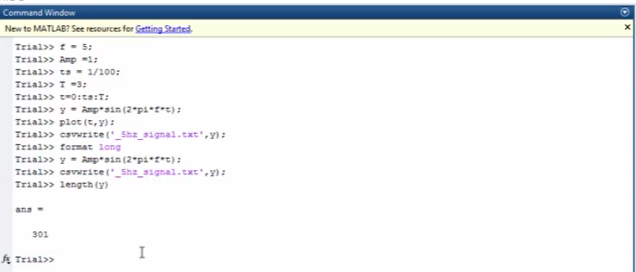 Command Window
New to MATLAB? See resources for Getting Started.
Trial>> f = 5;
Trial>> Amp =1;
Trial>> ts = 1/100;
Trial>> T =3;
Trial>> t=0:ts:T;
Trial>> y = Amp*sin(2*pi*f*t);
Trial>> plot(t,y);
Trial>> csvwrite('_5hz_signal.txt',y);
Trial>> format long
Trial>> y = Amp*sin(2*pi*f*t);
Trial>> csvwrite('_5hz_signal.txt',y);
Trial>> length(y)
ans =
301
fx Trial>>